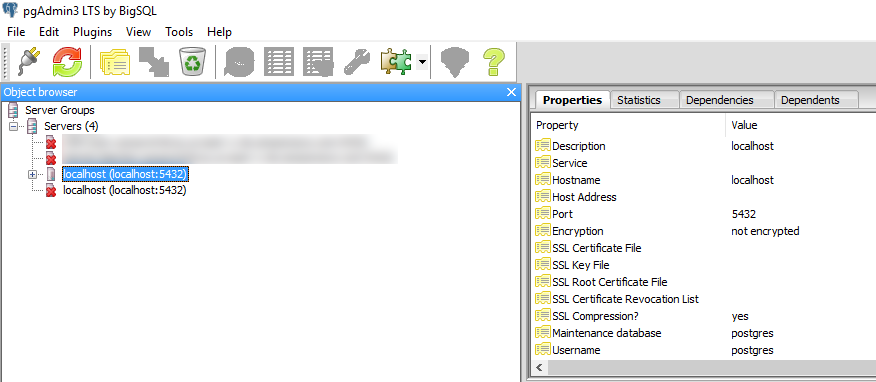 pgAdmin3 LTS by BigSQL
File Edit Plugins View Tools Help
Object browser
Server Groups
Servers (4)
localhost (localhost:5432)
localhost (localhost:5432)
Properties Statistics Dependencies Dependents
Property Value
Description localhost
Service
Hostname localhost
Host Address
Port 5432
Encryption not encrypted
SSL Certificate File
SSL Key File
SSL Root Certificate File
SSL Certificate Revocation List
SSL Compression? yes
Maintenance database postgres
Username postgres